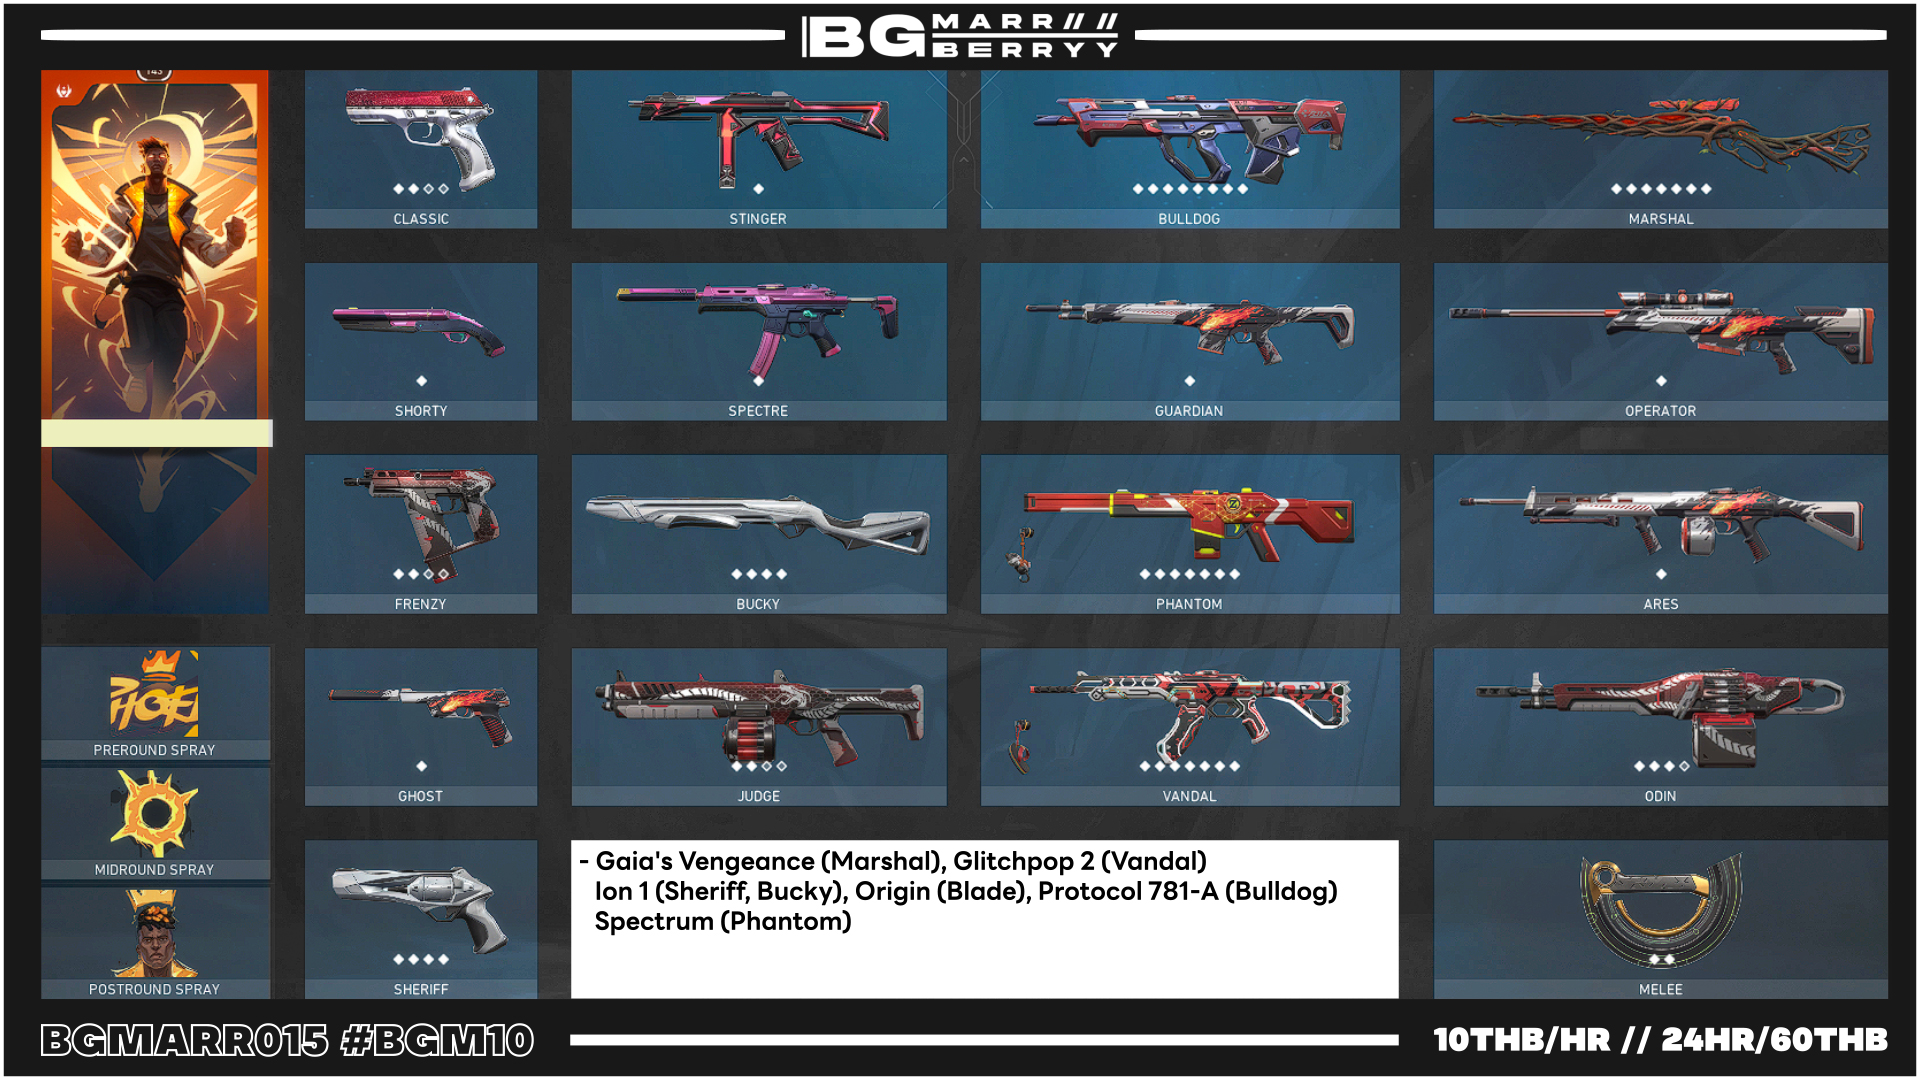 BG MARR// //
BERRYY
143
CLASSIC
STINGER
BULLDOG
MARSHAL
SHORTY
SPECTRE
GUARDIAN
OPERATOR
FRENZY
BUCKY
PHANTOM
ARES
PREROUND SPRAY
GHOST
JUDGE
VANDAL
ODIN
MIDROUND SPRAY
- Gaia's Vengeance (Marshal), Glitchpop 2 (Vandal)
Ion 1 (Sheriff, Bucky), Origin (Blade), Protocol 781-A (Bulldog)
Spectrum (Phantom)
POSTROUND SPRAY
SHERIFF
MELEE
BGMARR015 #BGM10
10THB/HR // 24HR/60THB